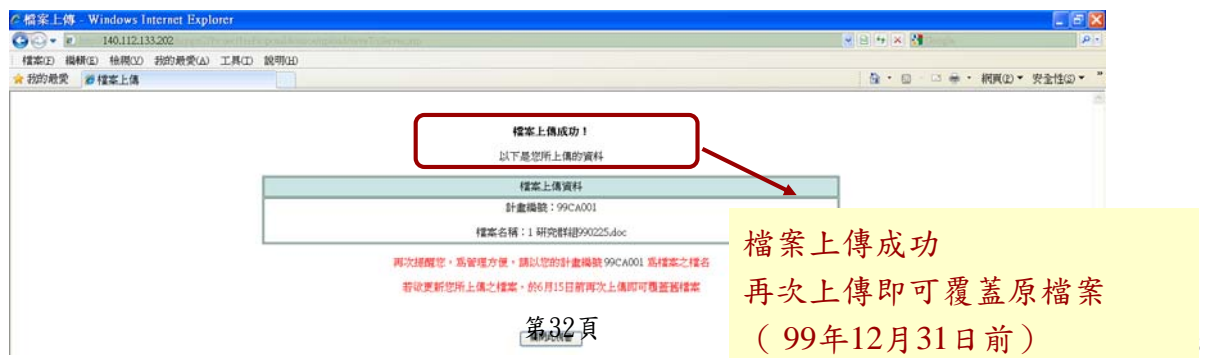 檔案上傳 - Windows Internet Explorer
140.112.133.202
檔案(F) 編輯(E) 檢視(V) 我的最愛(A) 工具(T) 說明(H)
我的最愛 檔案上傳
網頁(P) 安全性(S)
檔案上傳成功！
以下是您所上傳的資料
檔案上傳資料
計畫編號：99CA001
檔案名稱：1 研究群組990225.doc
再次提醒您，為管理方便，請以您的計畫編號 99CA001 為檔案之檔名
若欲更新您所上傳之檔案，於6月15日前再次上傳即可覆蓋舊檔案
檔案上傳成功
再次上傳即可覆蓋原檔案
（ 99年12月31日前）
第32頁